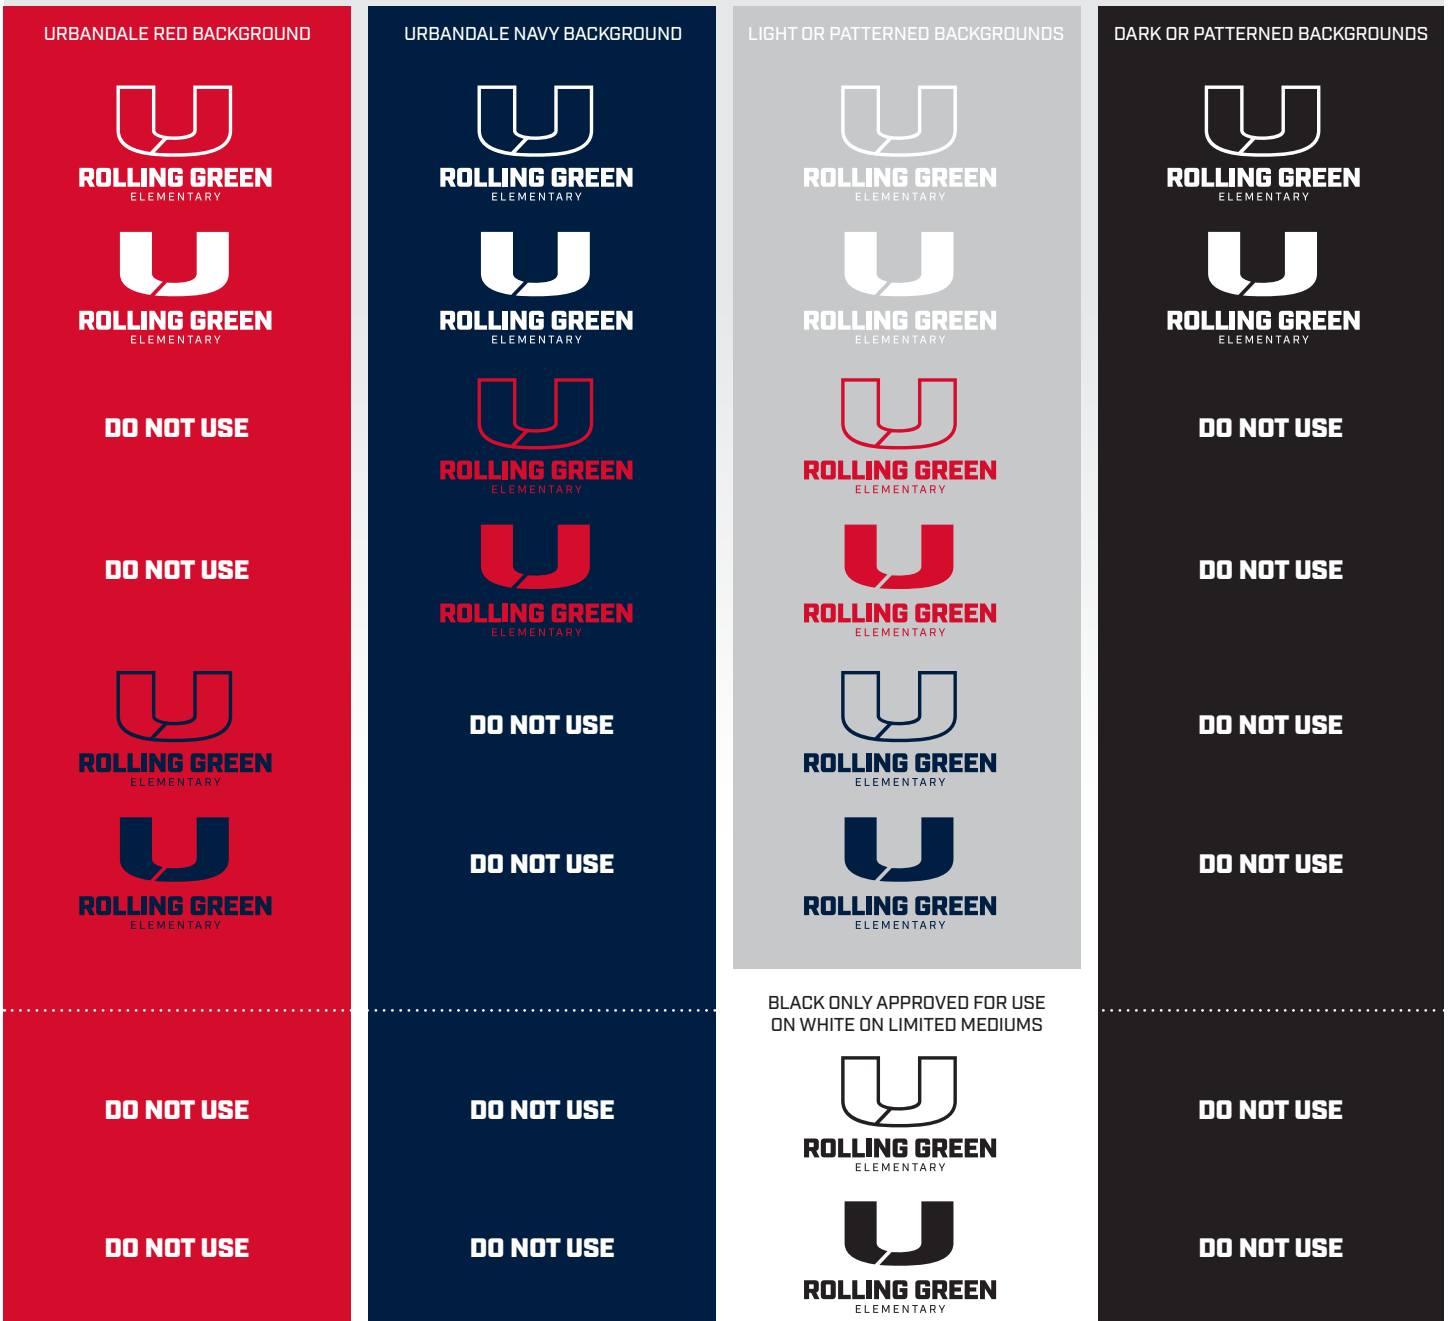 URBANDALE RED BACKGROUND
U
ROLLING GREEN
ELEMENTARY
U
ROLLING GREEN
ELEMENTARY
DO NOT USE
DO NOT USE
U
ROLLING GREEN
ELEMENTARY
U
ROLLING GREEN
ELEMENTARY
DO NOT USE
DO NOT USE
URBANDALE NAVY BACKGROUND
U
ROLLING GREEN
ELEMENTARY
U
ROLLING GREEN
ELEMENTARY
U
ROLLING GREEN
ELEMENTARY
U
ROLLING GREEN
ELEMENTARY
DO NOT USE
DO NOT USE
DO NOT USE
DO NOT USE
LIGHT OR PATTERNED BACKGROUNDS
U
ROLLING GREEN
ELEMENTARY
U
ROLLING GREEN
ELEMENTARY
U
ROLLING GREEN
ELEMENTARY
U
ROLLING GREEN
ELEMENTARY
U
ROLLING GREEN
ELEMENTARY
U
ROLLING GREEN
ELEMENTARY
BLACK ONLY APPROVED FOR USE
ON WHITE ON LIMITED MEDIUMS
U
ROLLING GREEN
ELEMENTARY
U
ROLLING GREEN
ELEMENTARY
DARK OR PATTERNED BACKGROUNDS
U
ROLLING GREEN
ELEMENTARY
U
ROLLING GREEN
ELEMENTARY
DO NOT USE
DO NOT USE
DO NOT USE
DO NOT USE
DO NOT USE
DO NOT USE